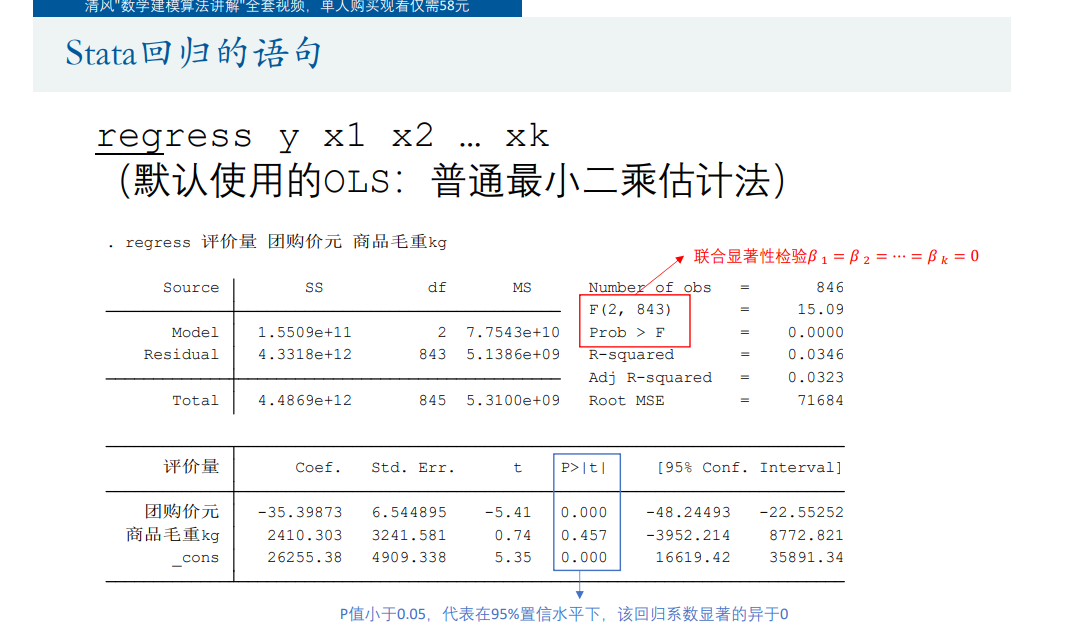 清风"数学建模算法讲解"全套视频，单人购买观看仅需58元
Stata回归的语句
regress y x1 x2 … xk
（默认使用的OLS：普通最小二乘估计法）
. regress 评价量 团购价元 商品毛重kg
联合显著性检验β₁ = β₂ = ⋯ = βₖ = 0
Source SS df MS Number of obs = 846
F(2, 843) = 15.09
Model 1.5509e+11 2 7.7543e+10 Prob > F = 0.0000
Residual 4.3318e+12 843 5.1386e+09 R-squared = 0.0346
Adj R-squared = 0.0323
Total 4.4869e+12 845 5.3100e+09 Root MSE = 71684
评价量 Coef. Std. Err. t P>|t| [95% Conf. Interval]
团购价元 -35.39873 6.544895 -5.41 0.000 -48.24493 -22.55252
商品毛重kg 2410.303 3241.581 0.74 0.457 -3952.214 8772.821
_cons 26255.38 4909.338 5.35 0.000 16619.42 35891.34
P值小于0.05，代表在95%置信水平下，该回归系数显著的异于0